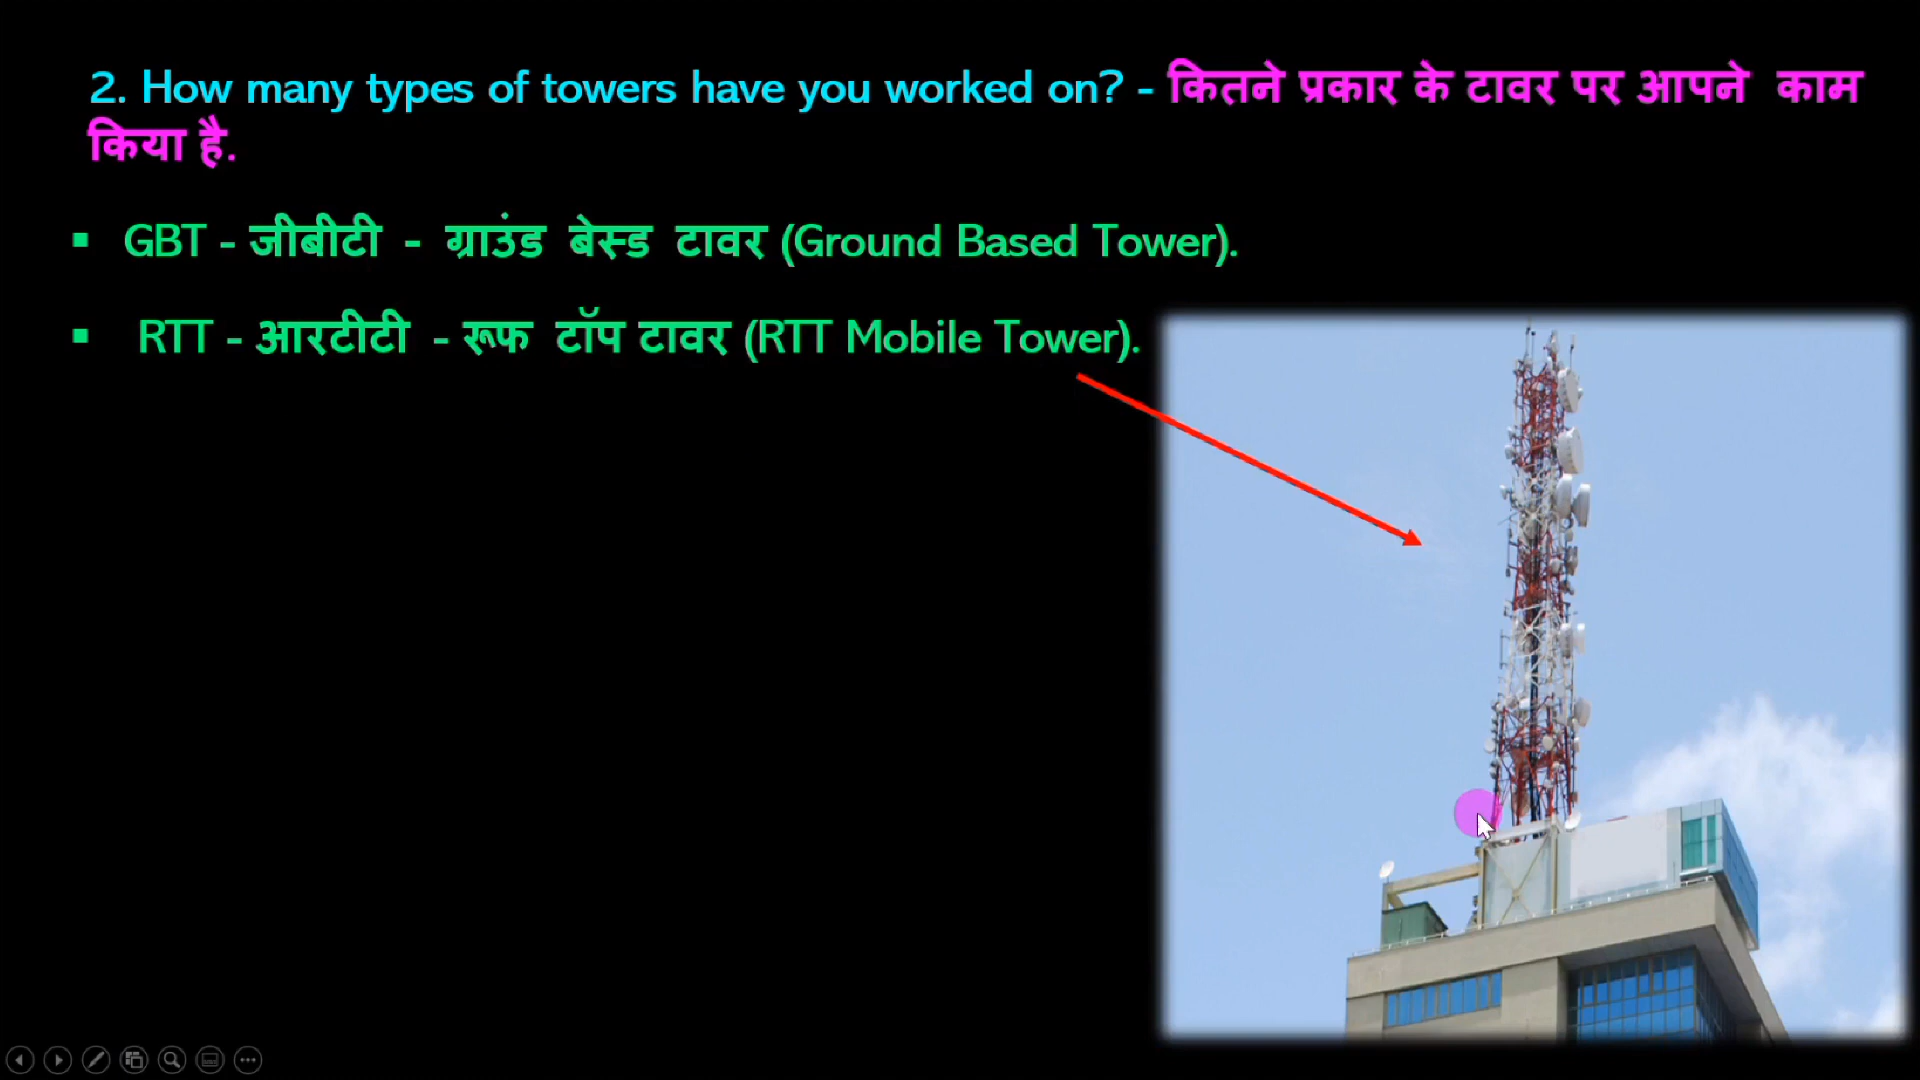 2. How many types of towers have you worked on? - कितने प्रकार के टावर पर आपने काम
किया है.
▪ GBT - जीबीटी - ग्राउंड बेस्ड टावर (Ground Based Tower).
▪ RTT - आरटीटी - रूफ टॉप टावर (RTT Mobile Tower).